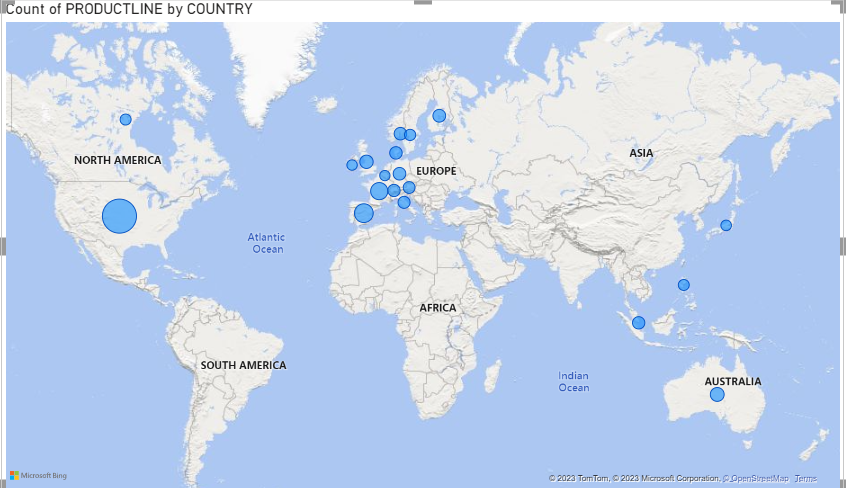 Count of PRODUCTLINE by COUNTRY
NORTH AMERICA
ASIA
EUROPE
Atlantic
Ocean
AFRICA
SOUTH AMERICA
Indian
Ocean
AUSTRALIA
Microsoft Bing
© 2023 TomTom, © 2023 Microsoft Corporation, © OpenStreetMap Terms